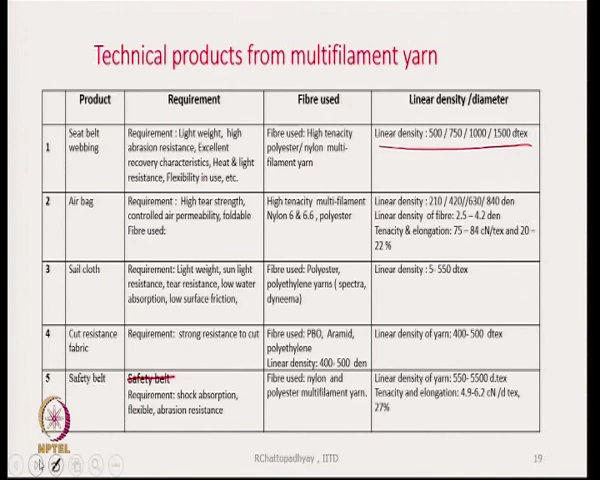 Technical products from multifilament yarn
Product Requirement Fibre used Linear density /diameter
1
Seat belt
webbing
Requirement: Light weight, high
abrasion resistance, Excellent
recovery characteristics, Heat & light
resistance, Flexibility in use, etc.
Fibre used: High tenacity
polyester/ nylon multi-
filament yarn
Linear density : 500 / 750 / 1000 / 1500 dtex
2
Air bag
Requirement : High tear strength,
controlled air permeability, foldable
Fibre used:
High tenacity multi-filament
Nylon 6 & 6.6 , polyester
Linear density : 210 / 420//630/ 840 den
Linear density of fibre: 2.5 – 4.2 den
Tenacity & elongation: 75 – 84 cN/tex and 20 –
22 %
3
Sail cloth
Requirement: Light weight, sun light
resistance, tear resistance, low water
absorption, low surface friction,
Fibre used: Polyester,
polyethylene yarns ( spectra,
dyneema)
Linear density : 5- 550 dtex
4
Cut resistance
fabric
Requirement: strong resistance to cut
Fibre used: PBO, Aramid,
polyethylene
Linear density: 400- 500 den
Linear density of yarn: 400- 500 dtex
5
Safety belt
Safety belt
Requirement: shock absorption,
flexible, abrasion resistance
Fibre used: nylon and
polyester multifilament yarn.
Linear density of yarn: 550- 5500 d.tex
Tenacity and elongation: 4.9-6.2 cN /d tex,
27%
NPTEL
RChattopadhyay , IITD
19